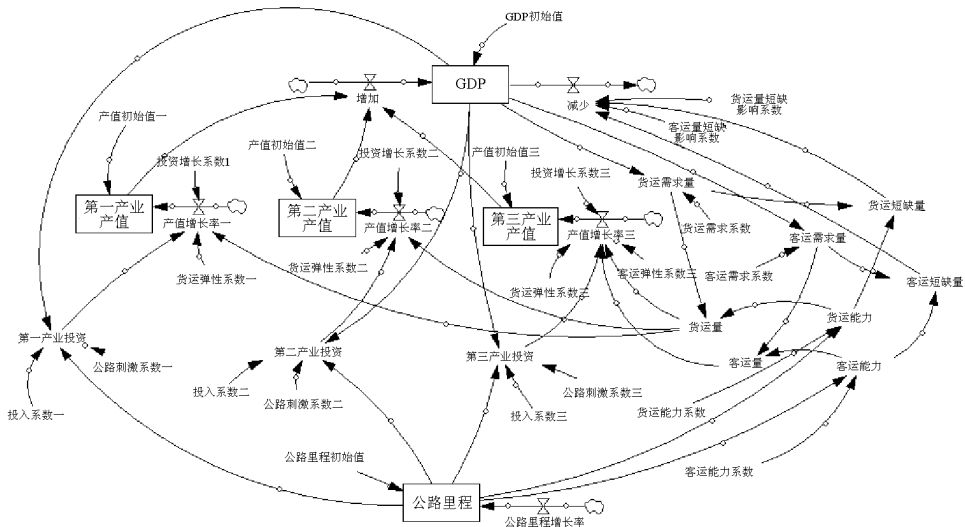 GDP初始值
GDP
增加
减少
货运量短缺
影响系数
客运量短缺
影响系数
产值初始值一
投资增长系数1
产值初始值二
投资增长系数二
产值初始值三
投资增长系数三
货运需求量
第一产业
产值
产值增长率一
第二产业
产值
产值增长率二
第三产业
产值
产值增长率三
货运需求系数
货运短缺量
客运需求量
货运弹性系数一
货运弹性系数二
货运弹性系数三
客运弹性系数三
客运需求系数
客运短缺量
货运量
货运能力
第一产业投资
公路刺激系数一
投入系数一
第二产业投资
投入系数二
公路刺激系数二
第三产业投资
公路刺激系数三
投入系数三
客运量
客运能力
货运能力系数
客运能力系数
公路里程初始值
公路里程
公路里程增长率